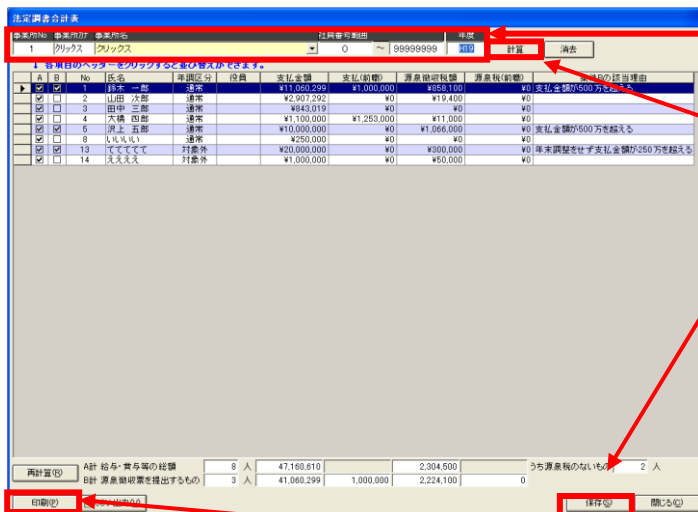 法定調書合計表
事業所No 事業所カナ 事業所名 社員番号範囲 年度
1 クリックス クリックス 0 ～ 99999999 H19 計算 消去
↓ 各項目のヘッダーをクリックすると並び替えができます。
A B No 氏名 年調区分 役員 支払金額 支払(前職) 源泉徴収税額 源泉税(前職) 集計Bの該当理由
1 鈴木 一郎 通常 ¥11,060,299 ¥1,000,000 ¥858,100 ¥0 支払金額が500万を超える
2 山田 次郎 通常 ¥2,907,292 ¥0 ¥19,400 ¥0
3 田中 三郎 通常 ¥843,019 ¥0 ¥0 ¥0
4 大橋 四郎 通常 ¥1,100,000 ¥1,253,000 ¥11,000 ¥0
5 沢上 五郎 通常 ¥10,000,000 ¥0 ¥1,066,000 ¥0 支払金額が500万を超える
8 いいいい 通常 ¥250,000 ¥0 ¥0 ¥0
13 ててててて 対象外 ¥20,000,000 ¥0 ¥300,000 ¥0 年末調整をせず支払金額が250万を超える
14 ええええ 対象外 ¥1,000,000 ¥0 ¥50,000 ¥0
再計算(R) A計 給与・賞与等の総額 8 人 47,160,610 2,304,500 うち源泉税のないもの 2 人
B計 源泉徴収票を提出するもの 3 人 41,060,299 1,000,000 2,224,100 0
印刷(P) 保存(S) 閉じる(C)